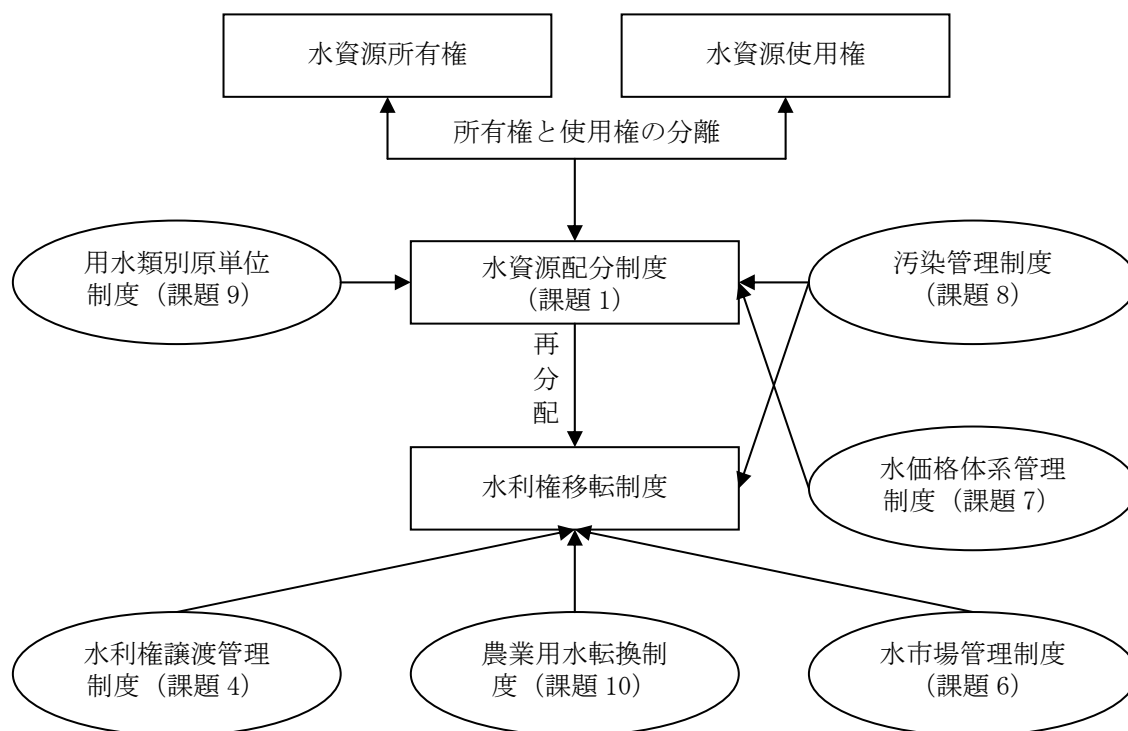 水資源所有権
水資源使用権
所有権と使用権の分離
用水類別原単位
制度（課題 9）
水資源配分制度
（課題 1）
汚染管理制度
（課題 8）
再
分
配
水利権移転制度
水価格体系管理
制度（課題 7）
水利権譲渡管理
制度（課題 4）
農業用水転換制
度（課題 10）
水市場管理制度
（課題 6）